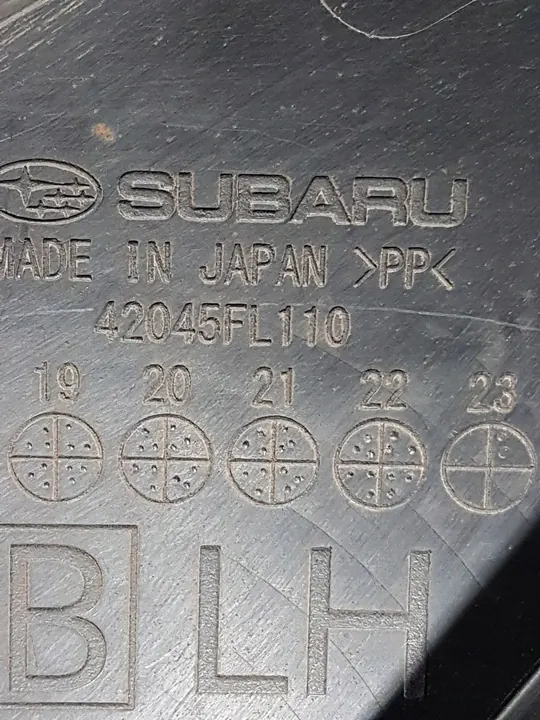 SUBARU
MADE IN JAPAN >PP<
42045FL110
19 20 21 22 23
B LH